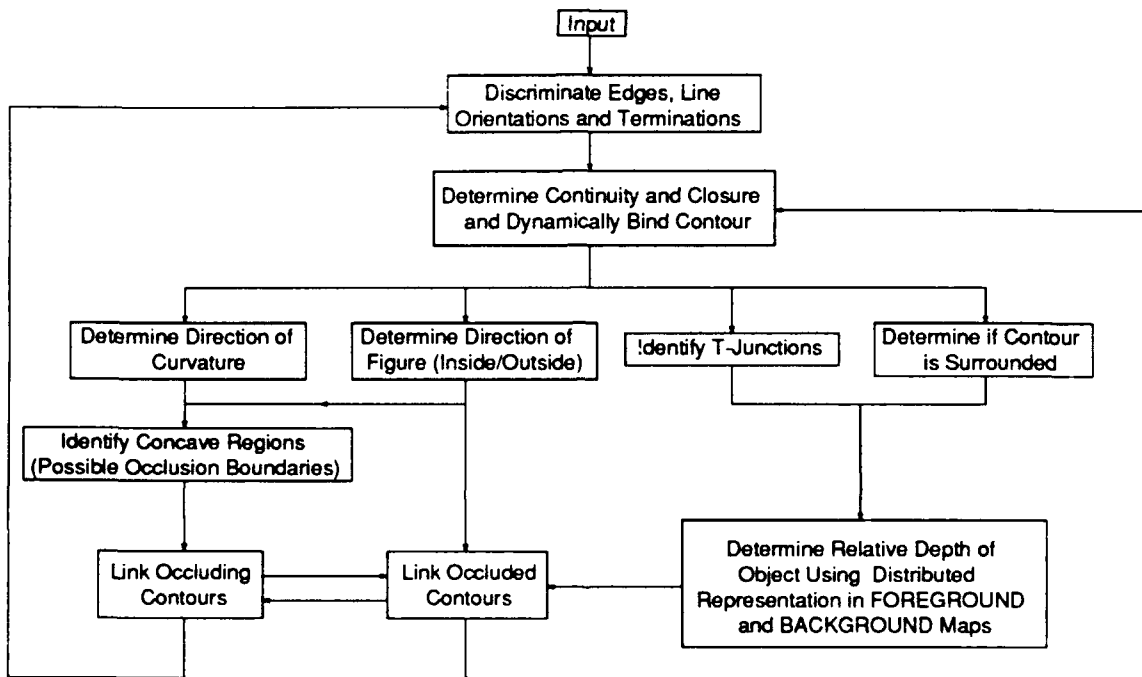 Input
Discriminate Edges, Line
Orientations and Terminations
Determine Continuity and Closure
and Dynamically Bind Contour
Determine Direction of
Curvature
Determine Direction of
Figure (Inside/Outside)
!dentify T-Junctions
Determine if Contour
is Surrounded
Identify Concave Regions
(Possible Occlusion Boundaries)
Link Occluding
Contours
Link Occluded
Contours
Determine Relative Depth of
Object Using Distributed
Representation in FOREGROUND
and BACKGROUND Maps